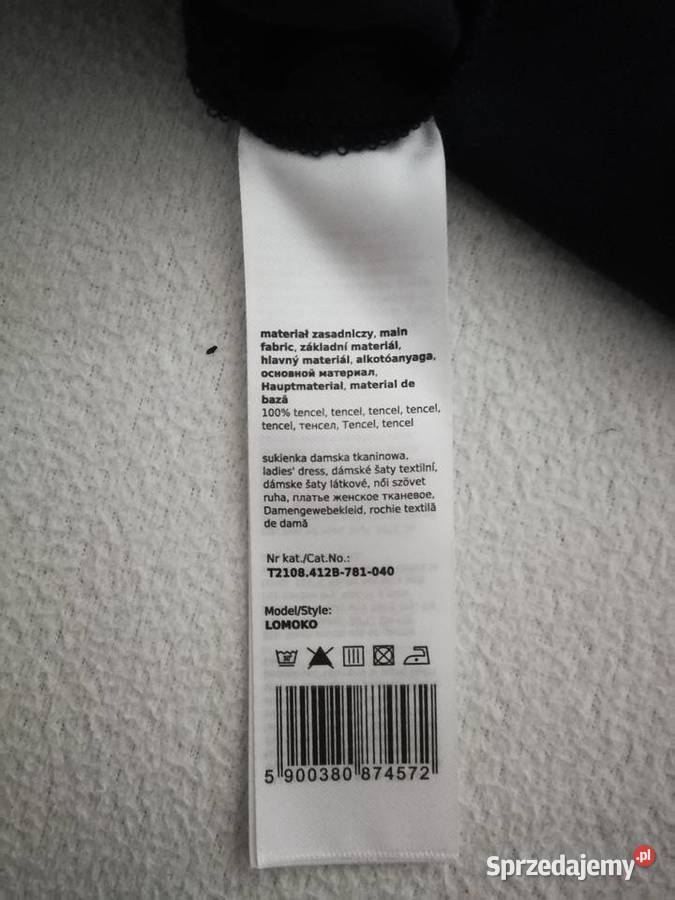 materiał zasadniczy, main
fabric, základní materiál,
hlavný materiál, alkotóanyaga,
основной материал,
Hauptmaterial, material de
bază
100% tencel, tencel, tencel, tencel,
tencel, тенсел, Tencel, tencel
sukienka damska tkaninowa,
ladies' dress, dámské šaty textilní,
dámske šaty látkové, női szövet
ruha, платье женское тканевое,
Damengewebekleid, rochie textilă
de damă
Nr kat./Cat.No.:
T2108.412B-781-040
Model/Style:
LOMOKO
5 900380 874572
Sprzedajemy.pl